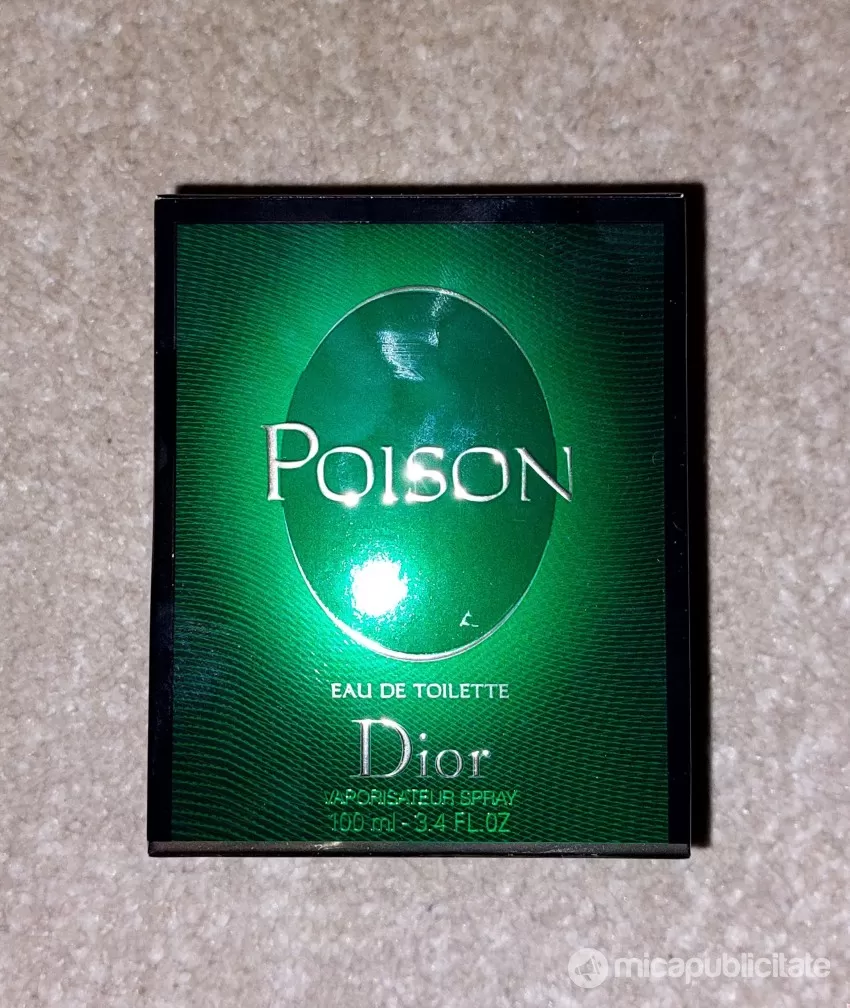 POISON
EAU DE TOILETTE
Dior
VAPORISATEUR SPRAY
100 ml - 3.4 FL.OZ
micapublicitate